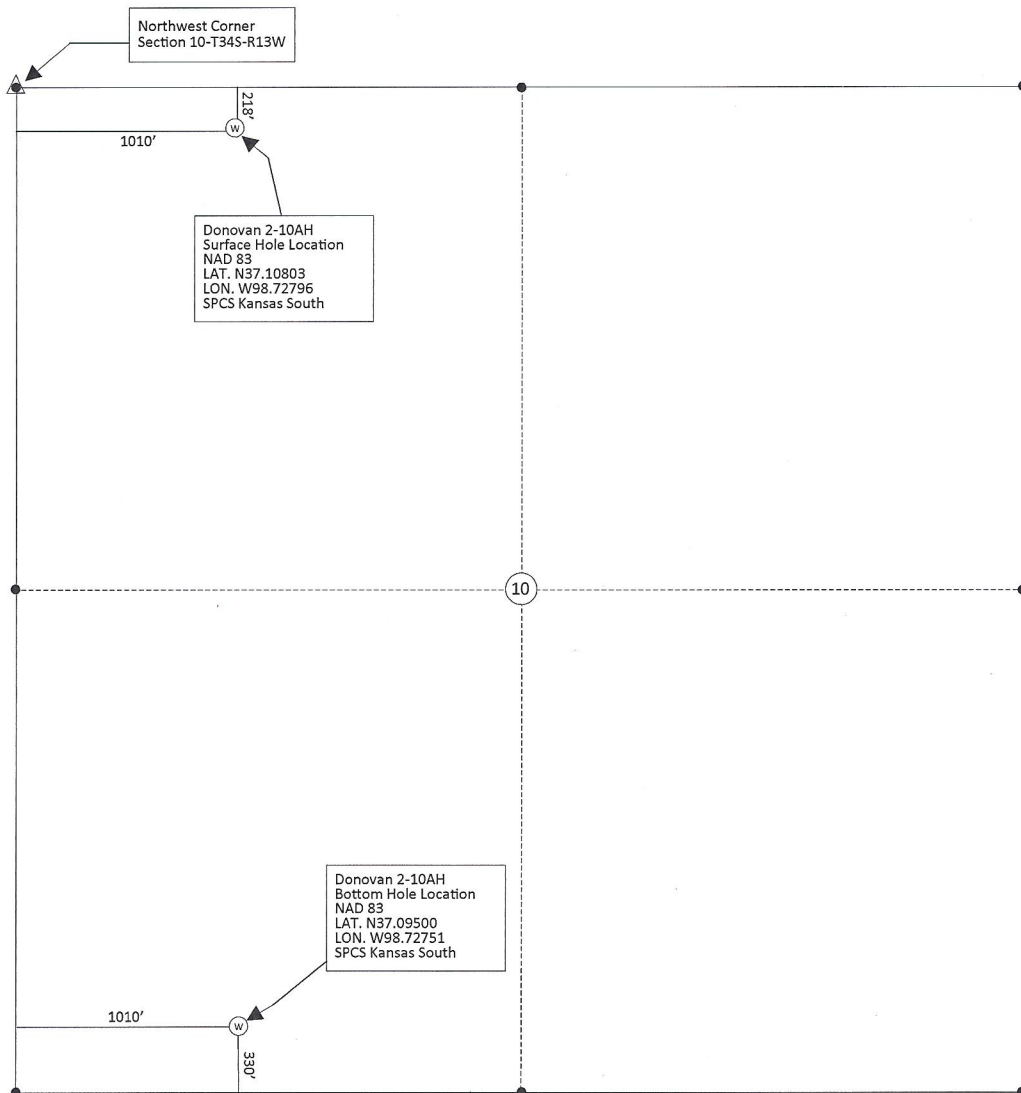 Northwest Corner
Section 10-T34S-R13W
218'
W
1010'
Donovan 2-10AH
Surface Hole Location
NAD 83
LAT. N37.10803
LON. W98.72796
SPCS Kansas South
10
Donovan 2-10AH
Bottom Hole Location
NAD 83
LAT. N37.09500
LON. W98.72751
SPCS Kansas South
1010'
W
330'